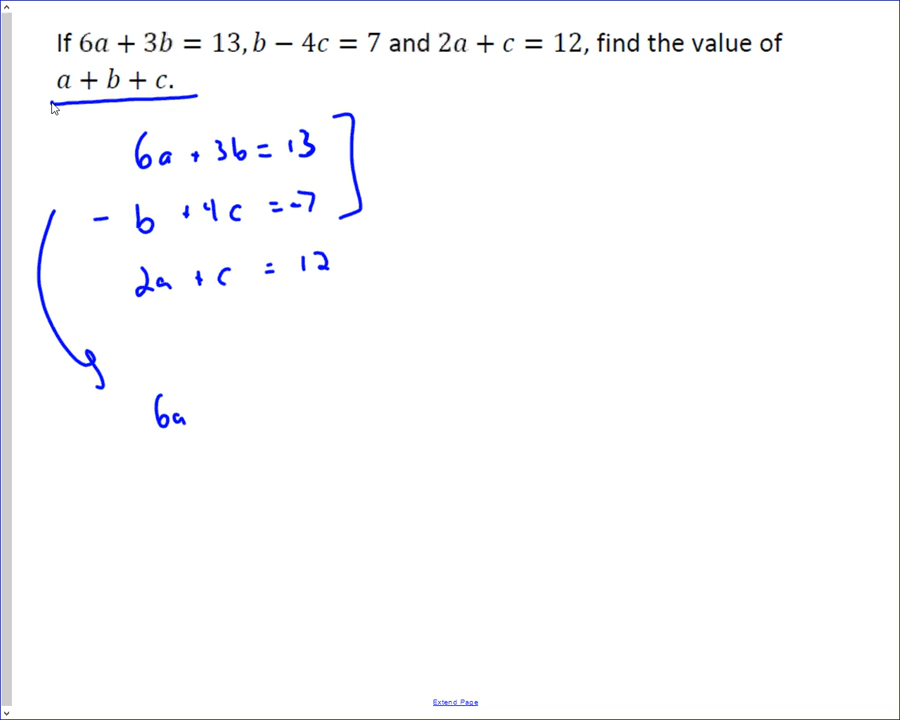 If 6a + 3b = 13, b − 4c = 7 and 2a + c = 12, find the value of
a + b + c.
6a + 3b = 13
- b + 4c = -7
2a + c = 12
6a
Extend Page